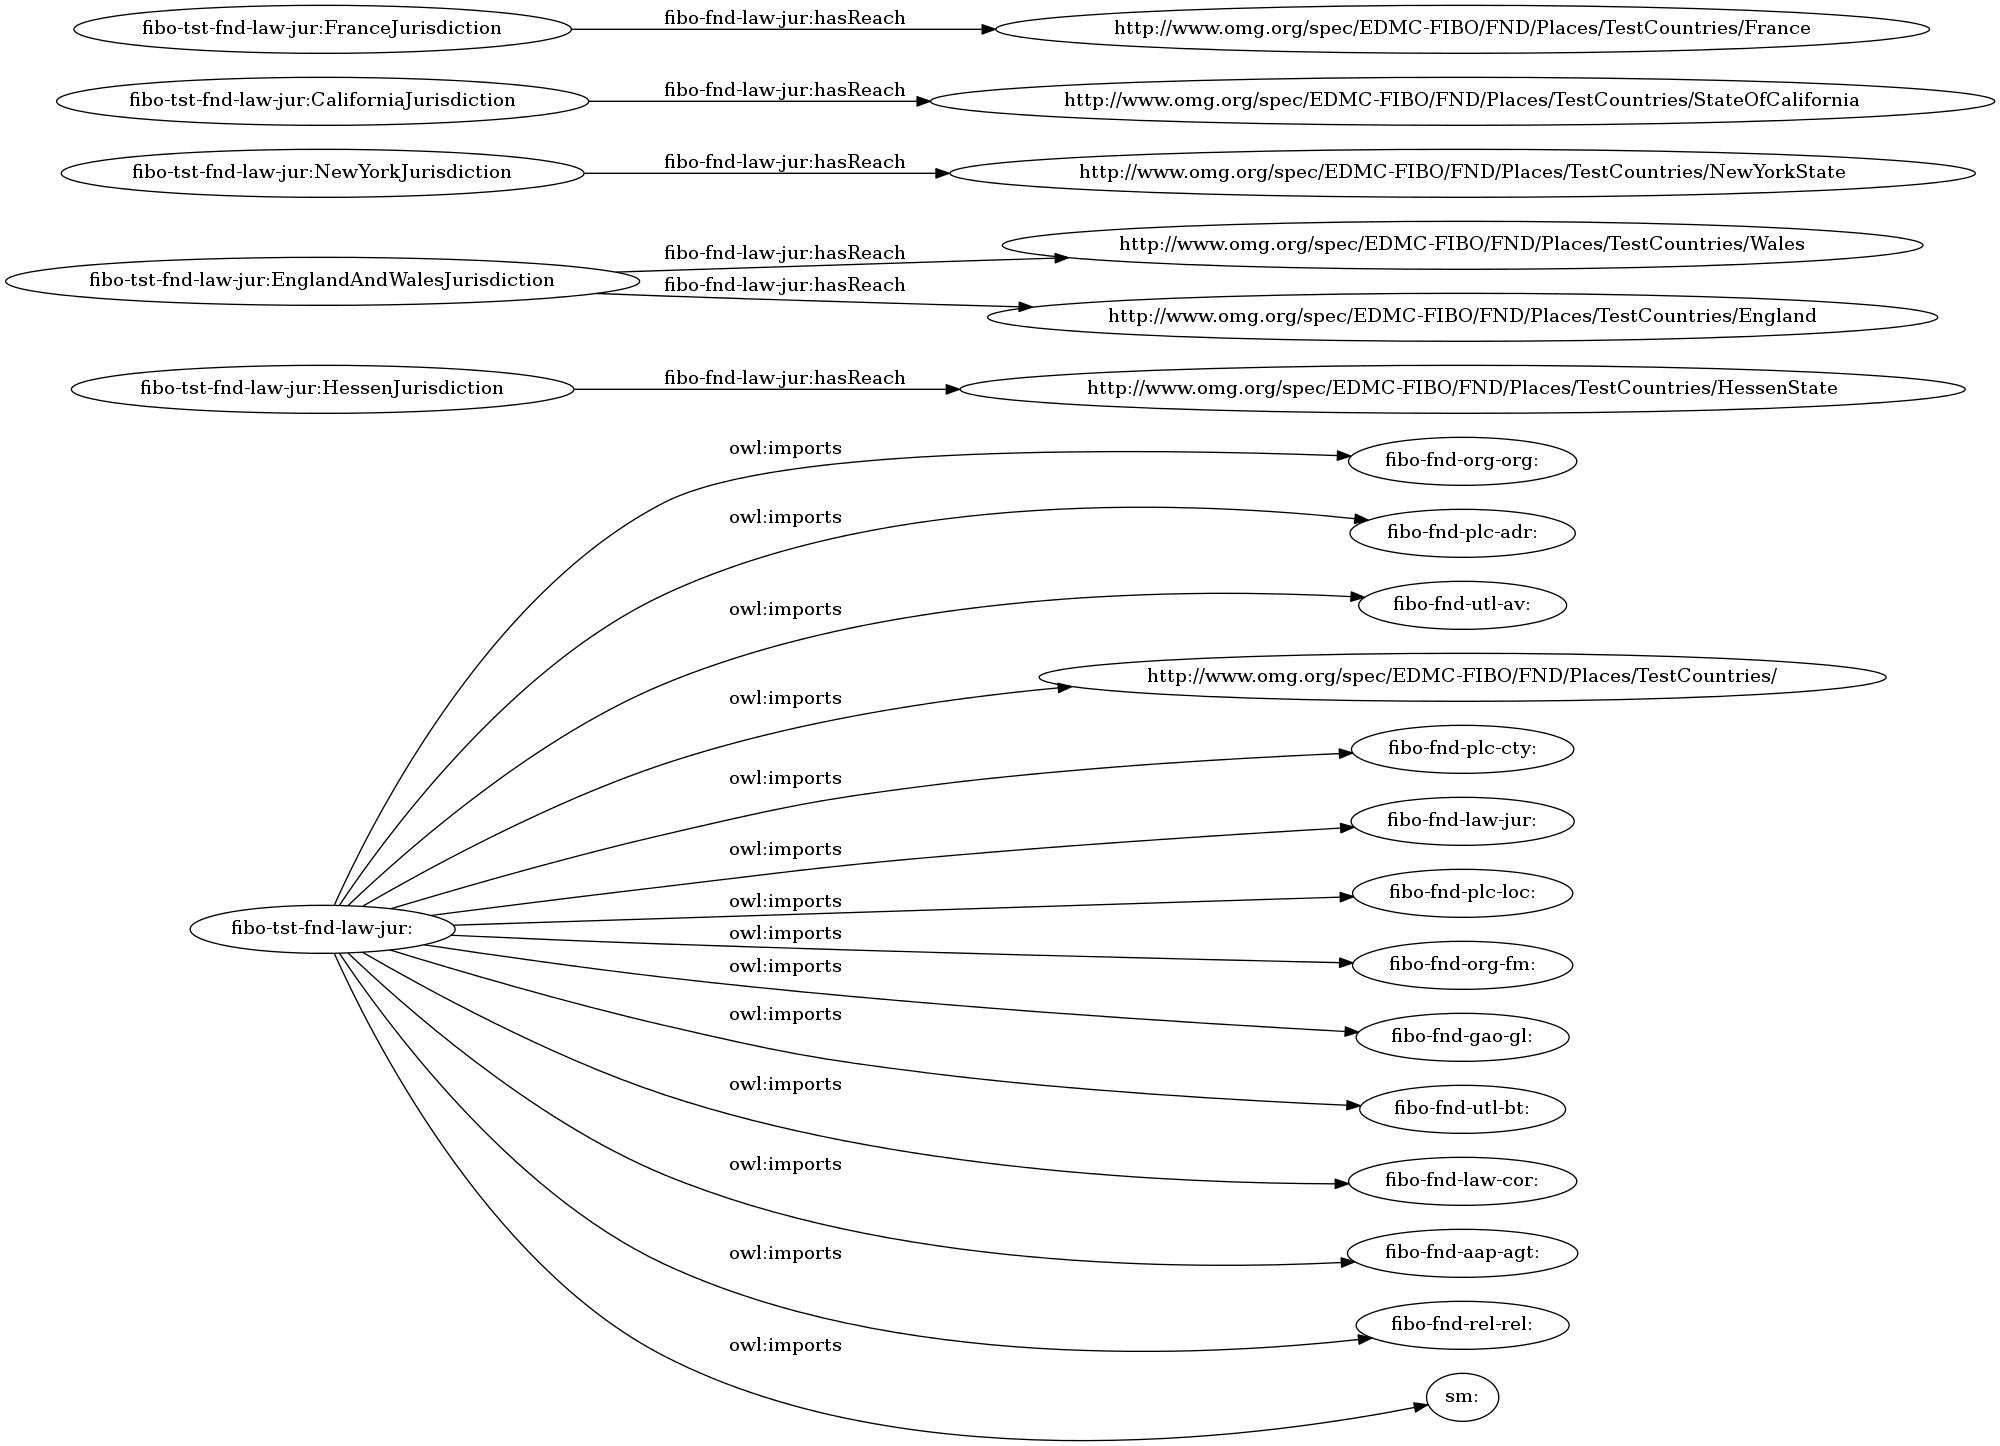 fibo-tst-fnd-law-jur:FranceJurisdiction
fibo-fnd-law-jur:hasReach
http://www.omg.org/spec/EDMC-FIBO/FND/Places/TestCountries/France
fibo-tst-fnd-law-jur:CaliforniaJurisdiction
fibo-fnd-law-jur:hasReach
http://www.omg.org/spec/EDMC-FIBO/FND/Places/TestCountries/StateOfCalifornia
fibo-tst-fnd-law-jur:NewYorkJurisdiction
fibo-fnd-law-jur:hasReach
http://www.omg.org/spec/EDMC-FIBO/FND/Places/TestCountries/NewYorkState
fibo-tst-fnd-law-jur:EnglandAndWalesJurisdiction
fibo-fnd-law-jur:hasReach
http://www.omg.org/spec/EDMC-FIBO/FND/Places/TestCountries/Wales
fibo-fnd-law-jur:hasReach
http://www.omg.org/spec/EDMC-FIBO/FND/Places/TestCountries/England
fibo-tst-fnd-law-jur:HessenJurisdiction
fibo-fnd-law-jur:hasReach
http://www.omg.org/spec/EDMC-FIBO/FND/Places/TestCountries/HessenState
fibo-tst-fnd-law-jur:
owl:imports
fibo-fnd-org-org:
owl:imports
fibo-fnd-plc-adr:
owl:imports
fibo-fnd-utl-av:
owl:imports
http://www.omg.org/spec/EDMC-FIBO/FND/Places/TestCountries/
owl:imports
fibo-fnd-plc-cty:
owl:imports
fibo-fnd-law-jur:
owl:imports
fibo-fnd-plc-loc:
owl:imports
fibo-fnd-org-fm:
owl:imports
fibo-fnd-gao-gl:
owl:imports
fibo-fnd-utl-bt:
owl:imports
fibo-fnd-law-cor:
owl:imports
fibo-fnd-aap-agt:
owl:imports
fibo-fnd-rel-rel:
owl:imports
sm: